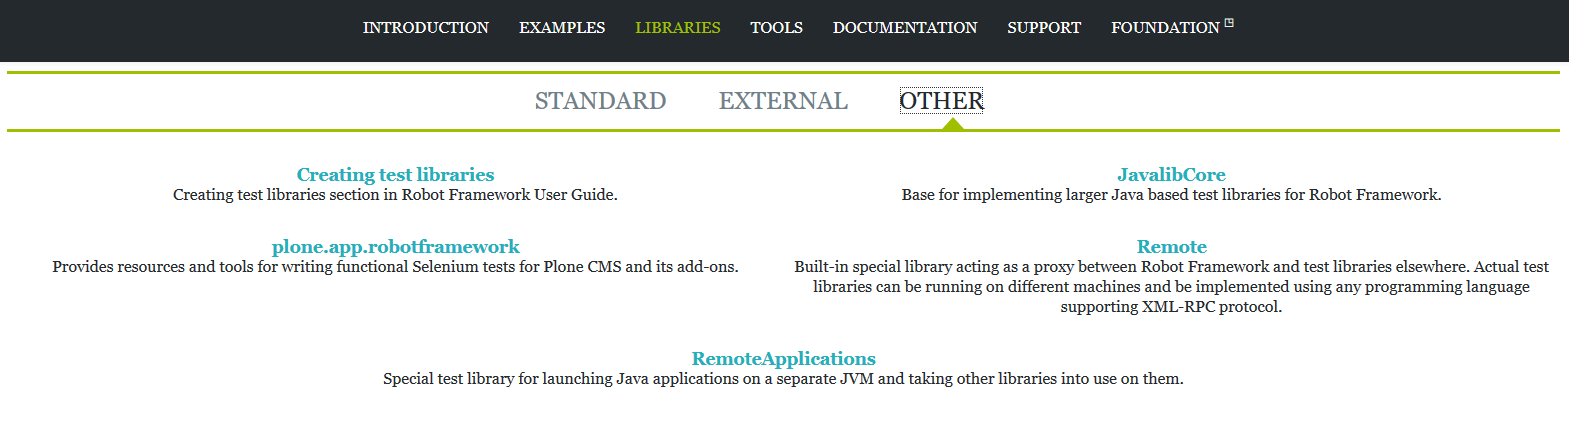 INTRODUCTION EXAMPLES LIBRARIES TOOLS DOCUMENTATION SUPPORT FOUNDATION
STANDARD EXTERNAL OTHER
Creating test libraries
Creating test libraries section in Robot Framework User Guide.
JavalibCore
Base for implementing larger Java based test libraries for Robot Framework.
plone.app.robotframework
Provides resources and tools for writing functional Selenium tests for Plone CMS and its add-ons.
Remote
Built-in special library acting as a proxy between Robot Framework and test libraries elsewhere. Actual test
libraries can be running on different machines and be implemented using any programming language
supporting XML-RPC protocol.
RemoteApplications
Special test library for launching Java applications on a separate JVM and taking other libraries into use on them.